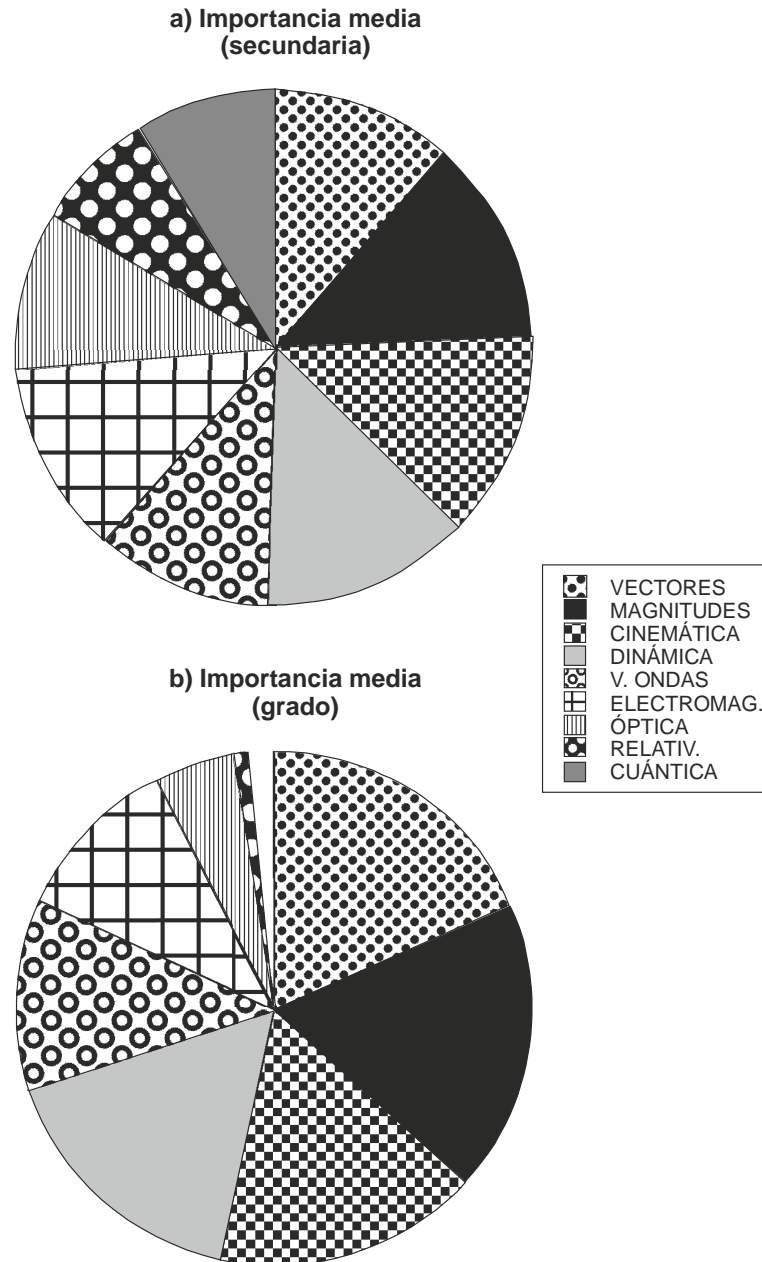 a) Importancia media
(secundaria)
VECTORES
MAGNITUDES
CINEMÁTICA
DINÁMICA
V. ONDAS
ELECTROMAG.
ÓPTICA
RELATIV.
CUÁNTICA
b) Importancia media
(grado)